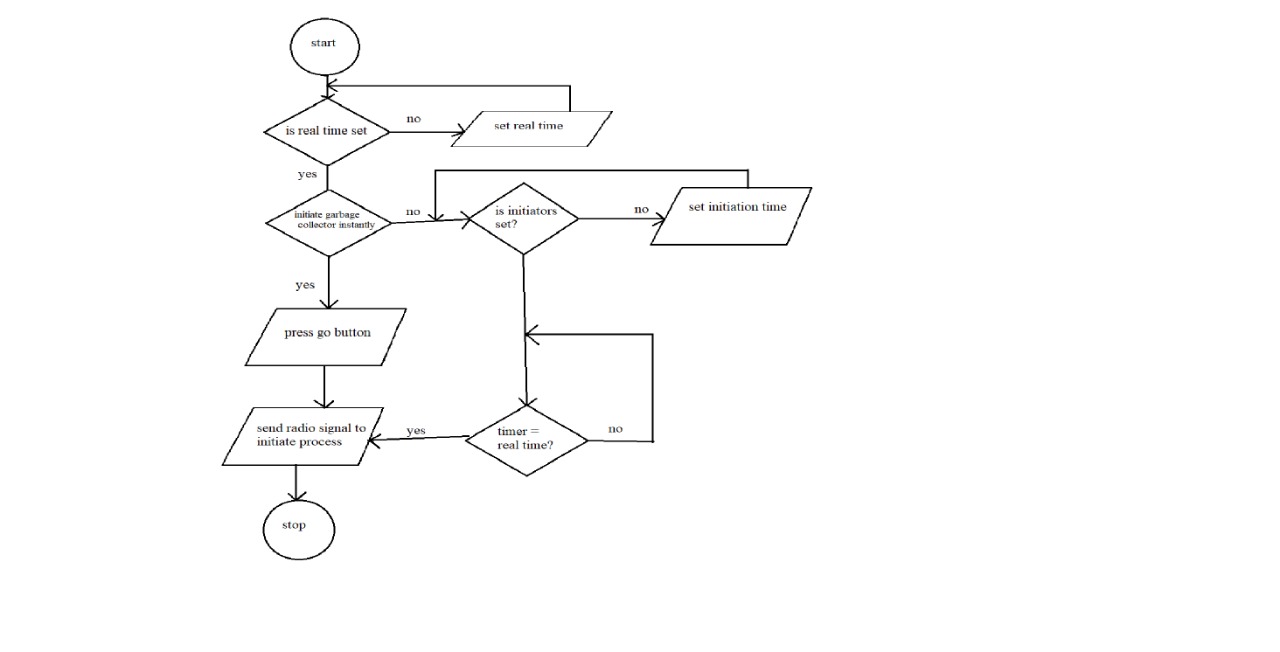 start
is real time set
no
set real time
yes
initiate garbage
collector instantly
no
is initiators
set?
no
set initiation time
yes
press go button
send radio signal to
initiate process
yes
timer =
real time?
no
stop